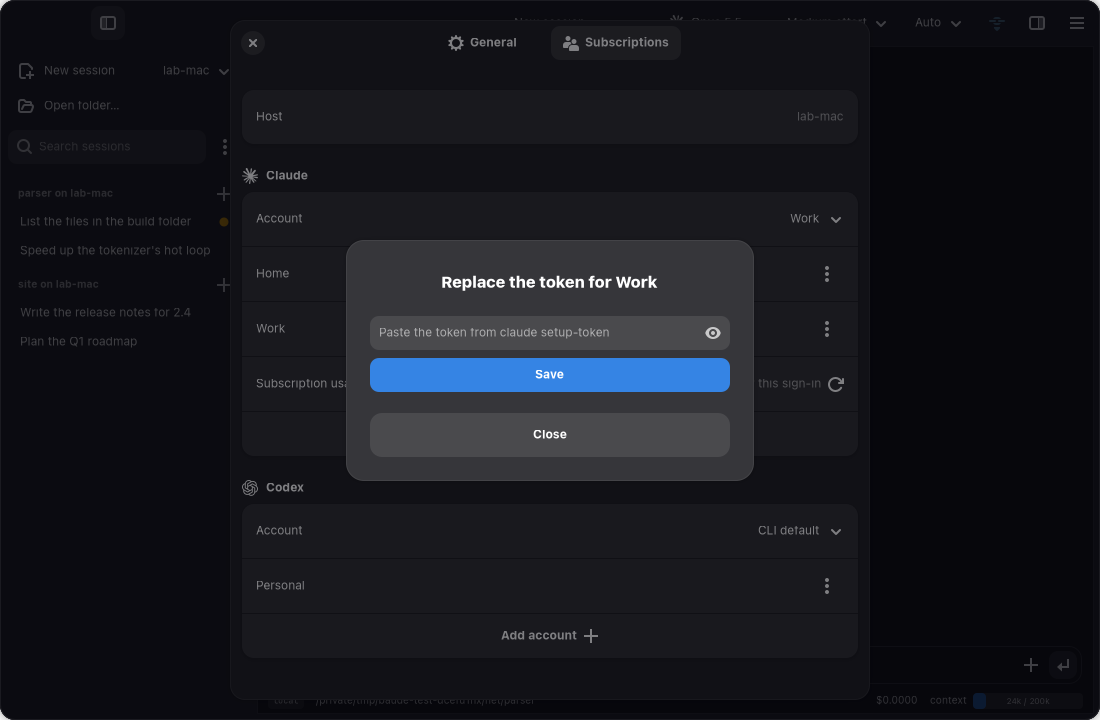 Auto
New session
lab-mac
Open folder...
Search sessions
parser on lab-mac
List the files in the build folder
Speed up the tokenizer's hot loop
site on lab-mac
Write the release notes for 2.4
Plan the Q1 roadmap
General
Subscriptions
Host
lab-mac
Claude
Account
Work
Home
Work
Subscription
this sign-in
Replace the token for Work
Paste the token from claude setup-token
Save
Close
Codex
Account
CLI default
Personal
Add account
$0.0000
context
24k / 200k